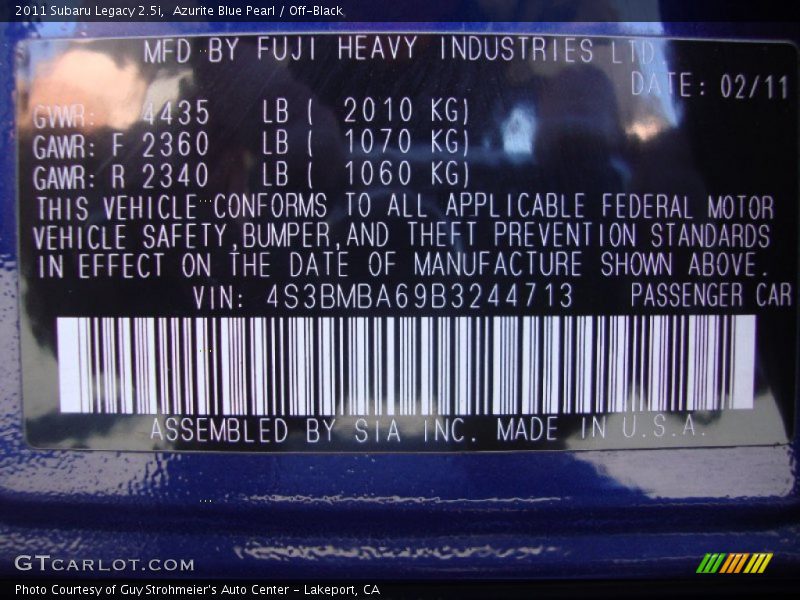 2011 Subaru Legacy 2.5i,  Azurite Blue Pearl / Off-Black
MFD BY FUJI HEAVY INDUSTRIES LTD
DATE: 02/11
GVWR: 4435 LB ( 2010 KG)
GAWR: F 2360 LB ( 1070 KG)
GAWR: R 2340 LB ( 1060 KG)
THIS VEHICLE CONFORMS TO ALL APPLICABLE FEDERAL MOTOR
VEHICLE SAFETY,BUMPER,AND THEFT PREVENTION STANDARDS
IN EFFECT ON THE DATE OF MANUFACTURE SHOWN ABOVE.
VIN: 4S3BMBA69B3244713 PASSENGER CAR
ASSEMBLED BY SIA INC. MADE IN U.S.A.
GTCARLOT.COM
Photo Courtesy of Guy Strohmeier's Auto Center - Lakeport, CA